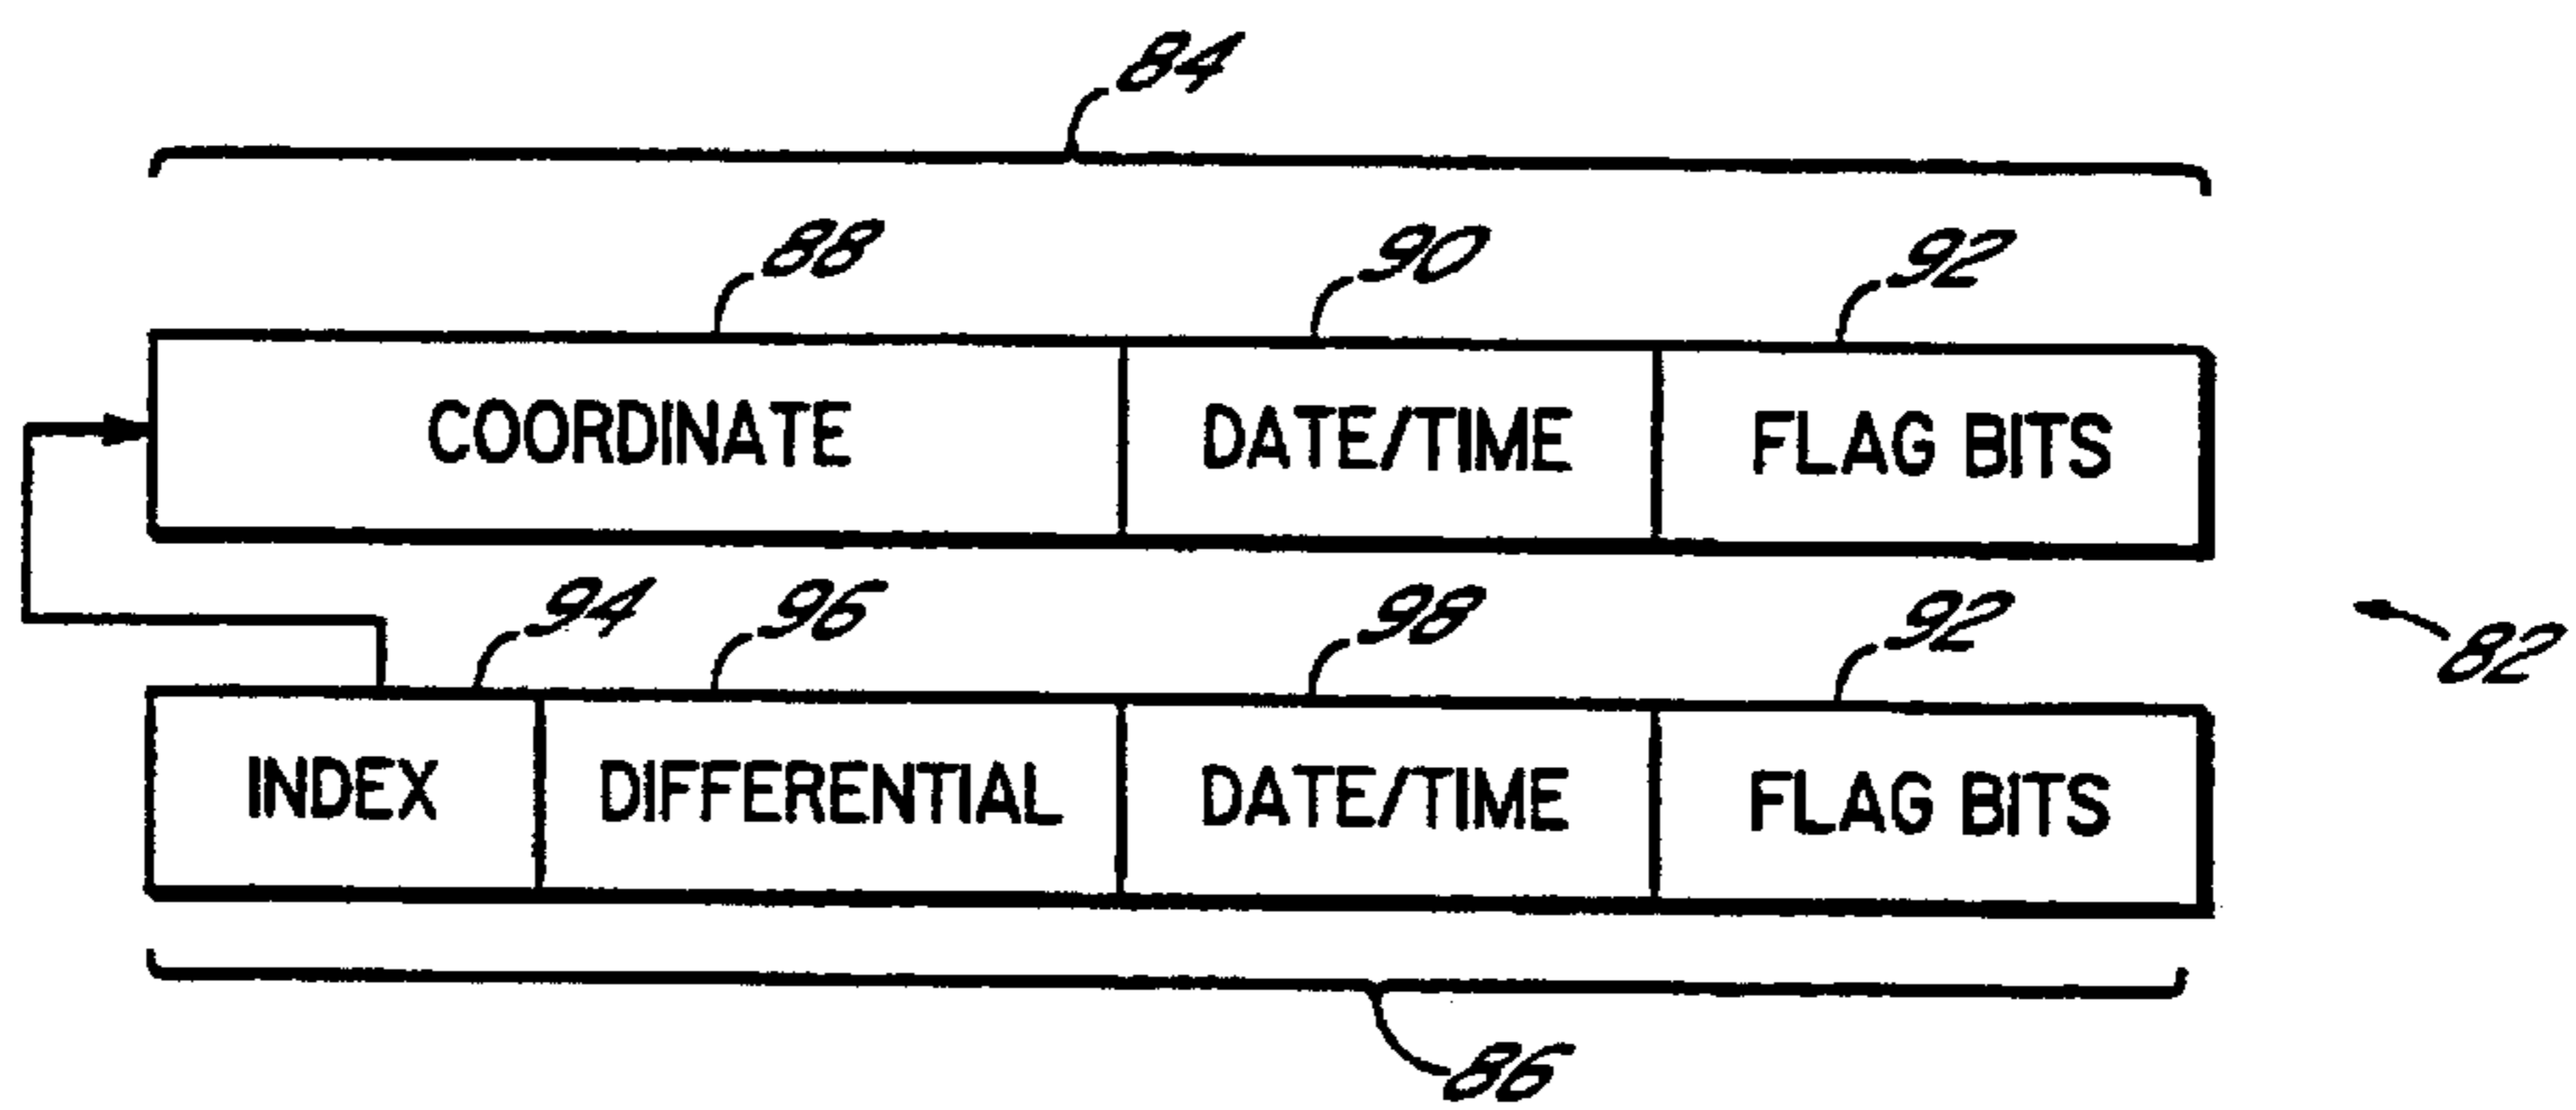 84
88 90 92
COORDINATE DATE/TIME FLAG BITS
94 96 98 92
82
INDEX DIFFERENTIAL DATE/TIME FLAG BITS
86